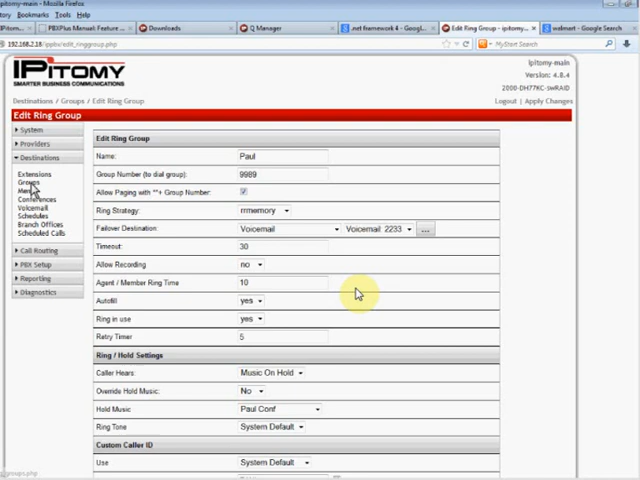 Mozilla Firefox
tory Bookmarks Tools Help
PBXPlus Manuel: Feature ... Downloads Q Manager .net framework 4 - Googl... Edit Ring Group - ipitomy-... walmart - Google Search
192.168.2.18/ippbx/edit_ringgroup.php MyStart Search
IPitomy
SMARTER BUSINESS COMMUNICATIONS
ipitomy-main
Version: 4.8.4
2000-DH77KC-swRAID
Destinations / Groups / Edit Ring Group Logout | Apply Changes
Edit Ring Group
System
Providers
Destinations
Extensions
Groups
Conferences
Voicemail
Schedules
Branch Offices
Scheduled Calls
Call Routing
PBX Setup
Reporting
Diagnostics
Edit Ring Group
Name: Paul
Group Number (to dial group): 9989
Allow Paging with **+ Group Number:
Ring Strategy: rrmemory
Failover Destination: Voicemail Voicemail: 2233 ...
Timeout: 30
Allow Recording: no
Agent / Member Ring Time 10
Autofill yes
Ring in use yes
Retry Timer 5
Ring / Hold Settings
Caller Hears: Music On Hold
Override Hold Music: No
Hold Music Paul Conf
Ring Tone System Default
Custom Caller ID
Use System Default